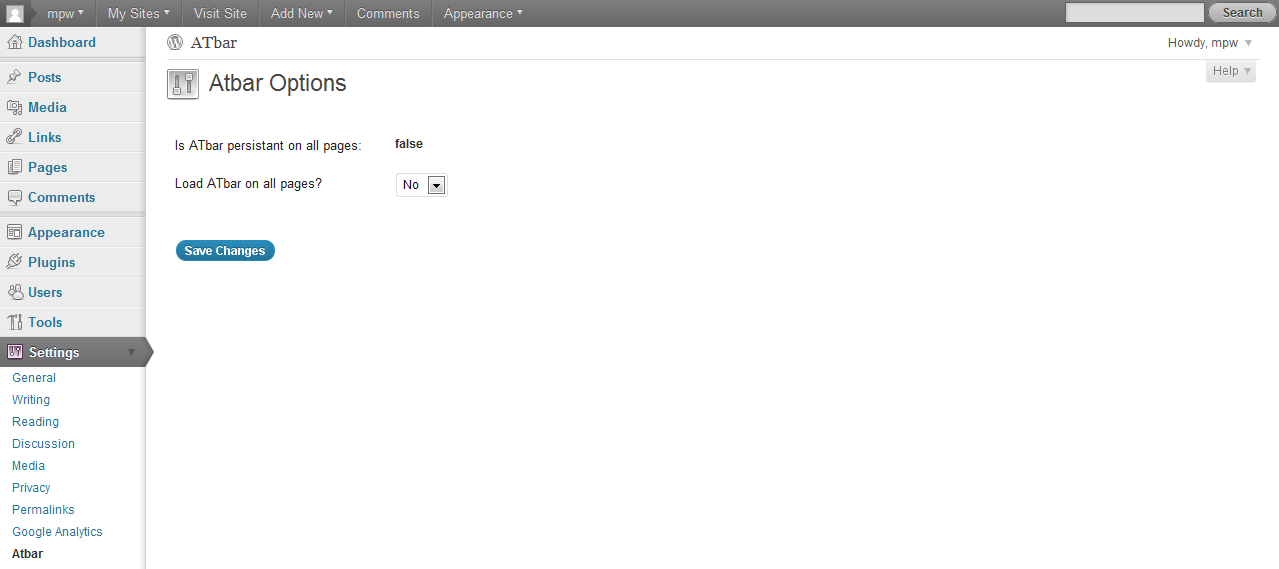 mpw My Sites Visit Site Add New Comments Appearance Search
Dashboard
Posts
Media
Links
Pages
Comments
Appearance
Plugins
Users
Tools
Settings
General
Writing
Reading
Discussion
Media
Privacy
Permalinks
Google Analytics
Atbar
ATbar Howdy, mpw
Help
Atbar Options
Is ATbar persistant on all pages: false
Load ATbar on all pages? No
Save Changes